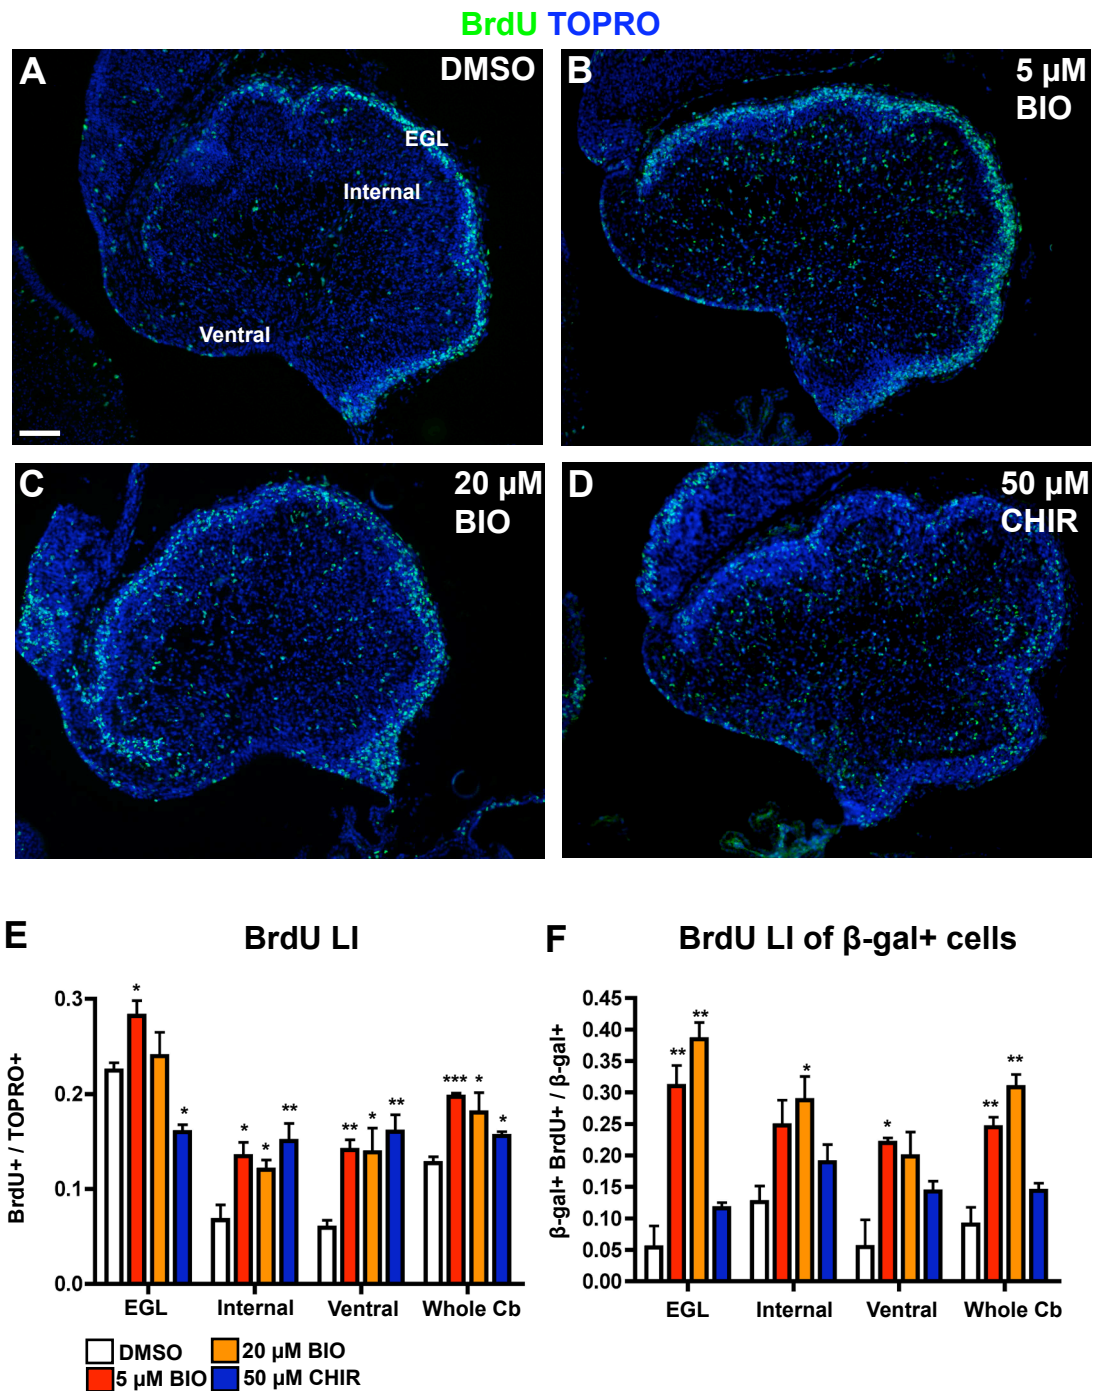 BrdU TOPRO
A DMSO
EGL
Internal
Ventral
B 5 µM
BIO
C 20 µM
BIO
D 50 µM
CHIR
E BrdU LI
BrdU+ / TOPRO+
0.3
0.2
0.1
0.0
*
*
* * **
** * **
*** * *
EGL Internal Ventral Whole Cb
DMSO 20 µM BIO
5 µM BIO 50 µM CHIR
F BrdU LI of β-gal+ cells
β-gal+ BrdU+ / β-gal+
0.45
0.40
0.35
0.30
0.25
0.20
0.15
0.10
0.05
0.00
** **
*
*
** **
EGL Internal Ventral Whole Cb